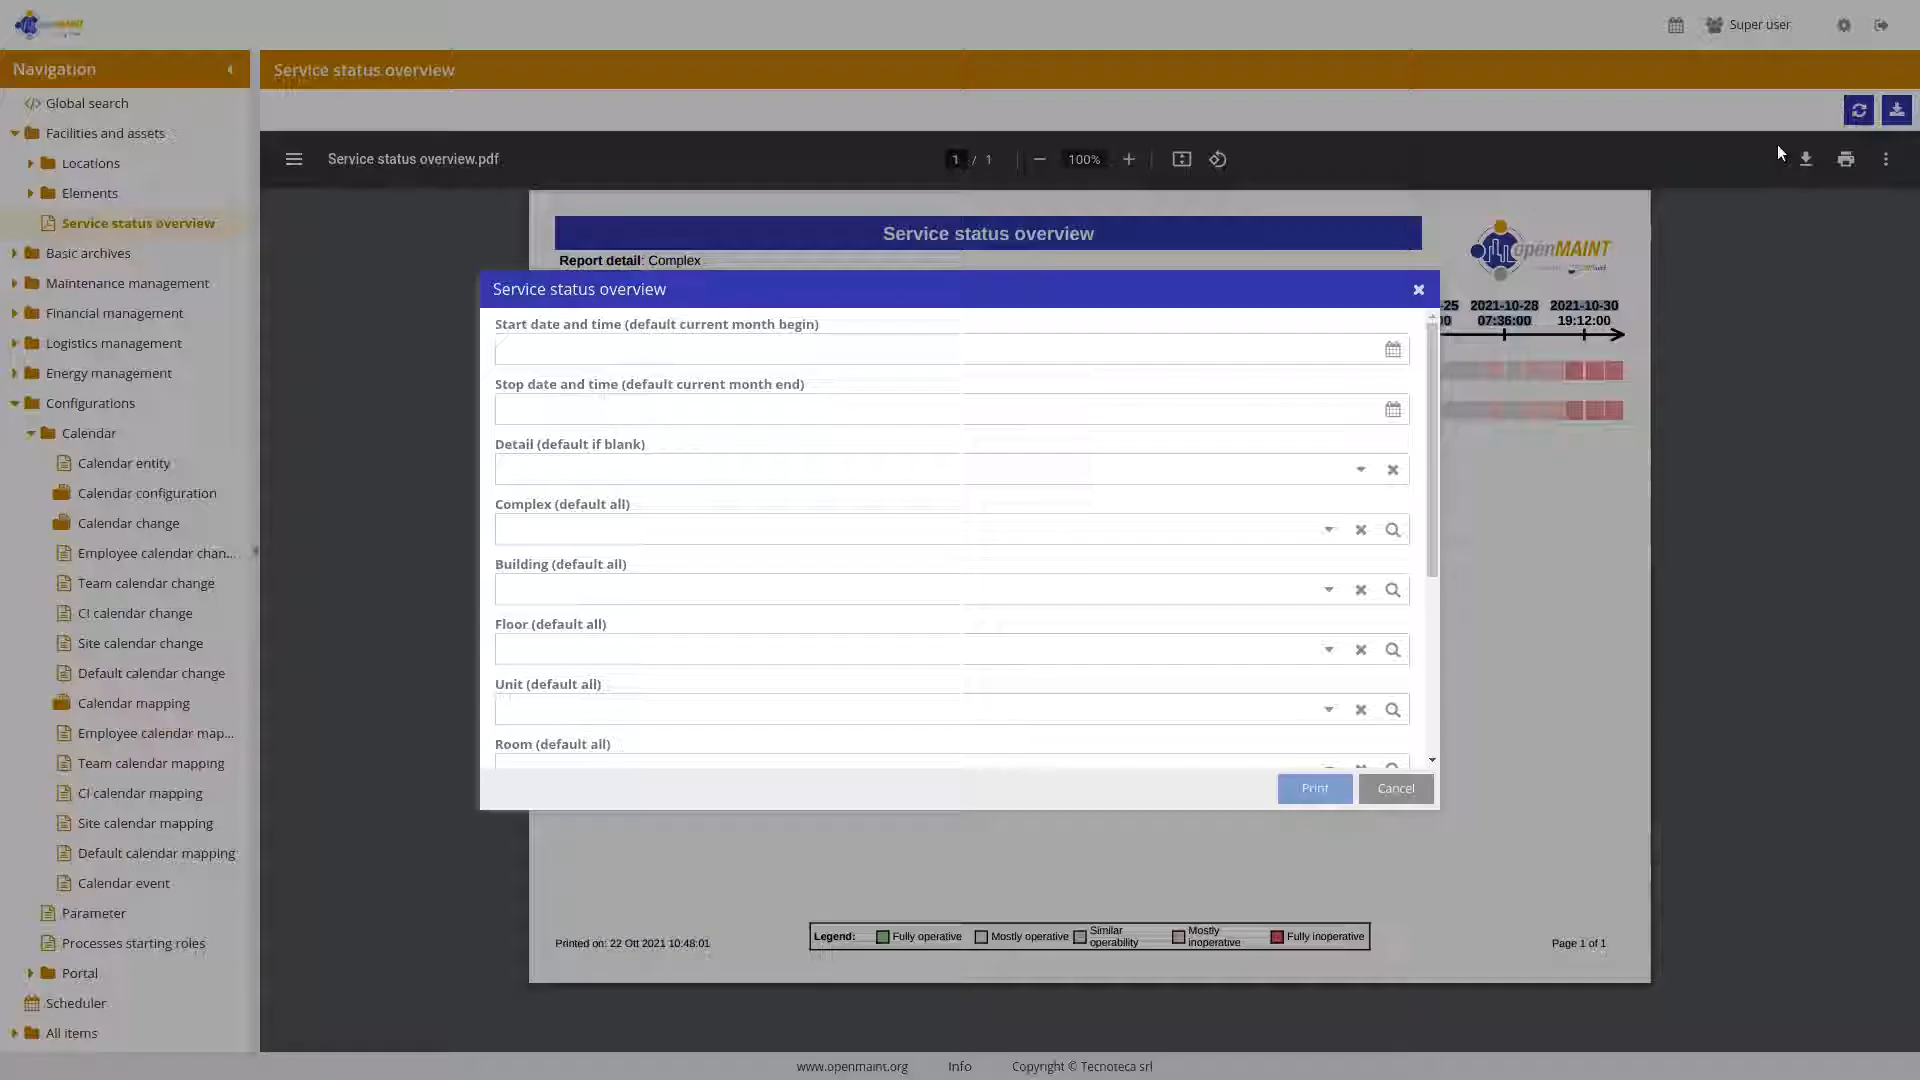 Super user
Navigation
Service status overview
Global search
Facilities and assets
Locations
Elements
Service status overview
Basic archives
Maintenance management
Financial management
Logistics management
Energy management
Configurations
Calendar
Calendar entity
Calendar configuration
Calendar change
Employee calendar chan...
Team calendar change
CI calendar change
Site calendar change
Default calendar change
Calendar mapping
Employee calendar map...
Team calendar mapping
CI calendar mapping
Site calendar mapping
Default calendar mapping
Calendar event
Parameter
Processes starting roles
Portal
Scheduler
All items
Service status overview.pdf
1 / 1
100%
Service status overview
Report detail: Complex
openMAINT
-25 2021-10-28 2021-10-30
00 07:36:00 19:12:00
Service status overview
Start date and time (default current month begin)
Stop date and time (default current month end)
Detail (default if blank)
Complex (default all)
Building (default all)
Floor (default all)
Unit (default all)
Room (default all)
Print
Cancel
Printed on: 22 Ott 2021 10:48:01
Legend: Fully operative Mostly operative Similar operability Mostly inoperative Fully inoperative
Page 1 of 1
www.openmaint.org
Info
Copyright © Tecnoteca srl